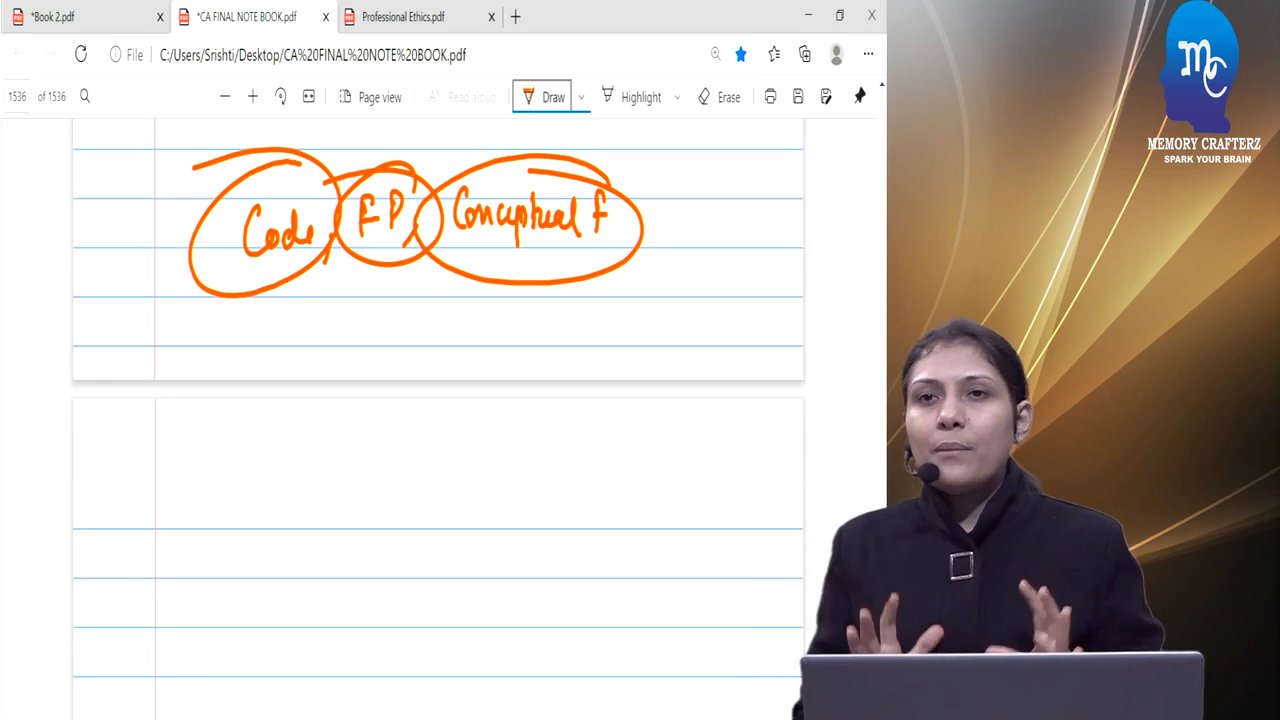 *Book 2.pdf
*CA FINAL NOTE BOOK.pdf
Professional Ethics.pdf
File
C:/Users/Srishti/Desktop/CA%20FINAL%20NOTE%20BOOK.pdf
1536 of 1536
Page view
Read aloud
Draw
Highlight
Erase
Code, FP, Conceptual F
MC
MEMORY CRAFTERZ
SPARK YOUR BRAIN